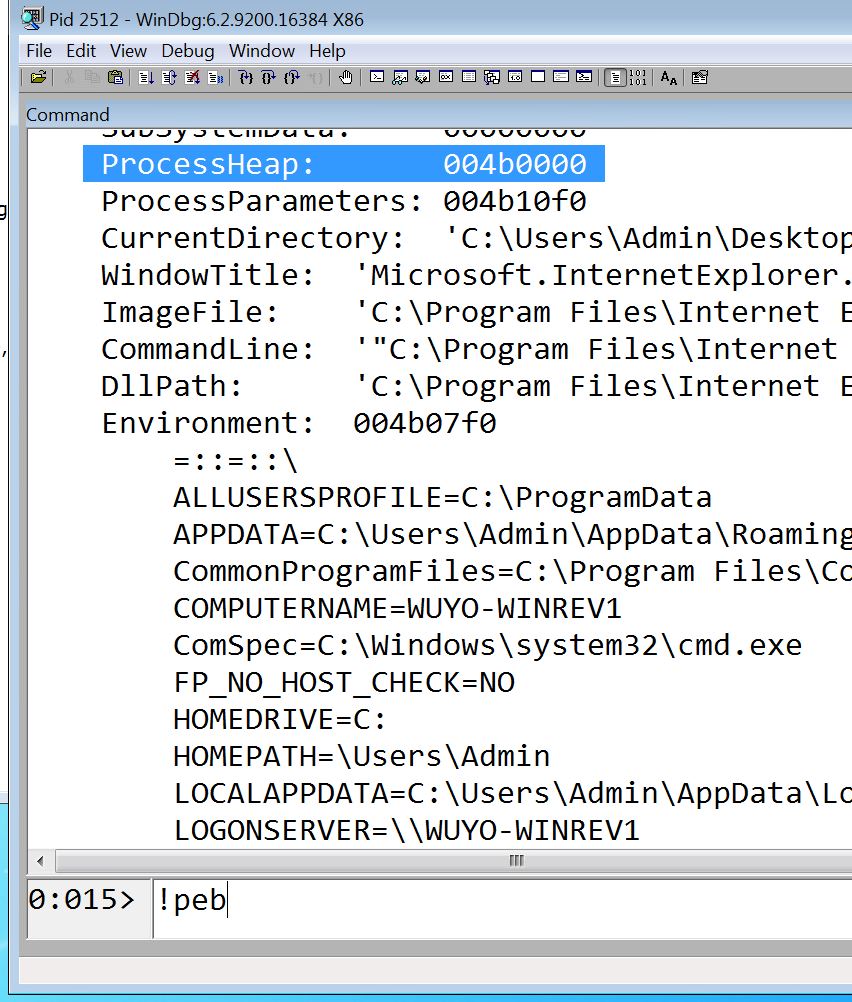 Pid 2512 - WinDbg:6.2.9200.16384 X86
File Edit View Debug Window Help
Command
SubSystemData: 00000000
ProcessHeap: 004b0000
ProcessParameters: 004b10f0
CurrentDirectory: 'C:\Users\Admin\Desktop
WindowTitle: 'Microsoft.InternetExplorer.
ImageFile: 'C:\Program Files\Internet E
CommandLine: '"C:\Program Files\Internet
DllPath: 'C:\Program Files\Internet E
Environment: 004b07f0
=::=::\
ALLUSERSPROFILE=C:\ProgramData
APPDATA=C:\Users\Admin\AppData\Roaming
CommonProgramFiles=C:\Program Files\Co
COMPUTERNAME=WUYO-WINREV1
ComSpec=C:\Windows\system32\cmd.exe
FP_NO_HOST_CHECK=NO
HOMEDRIVE=C:
HOMEPATH=\Users\Admin
LOCALAPPDATA=C:\Users\Admin\AppData\Lo
LOGONSERVER=\\WUYO-WINREV1
0:015> !peb